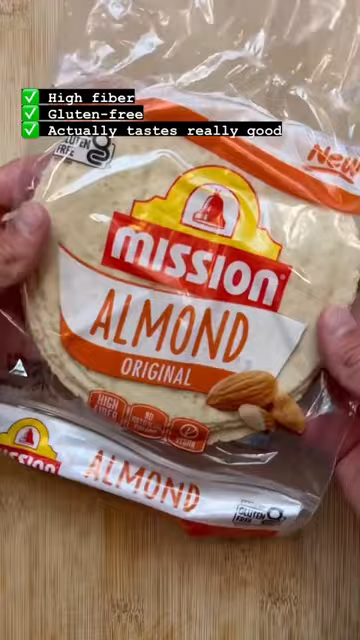 ✅ High fiber
✅ Gluten-free
✅ Actually tastes really good
GLUTEN
FREE
New
MISSION
ALMOND
ORIGINAL
HIGH
FIBER
VEGAN
MISSION
ALMOND
GLUTEN
FREE